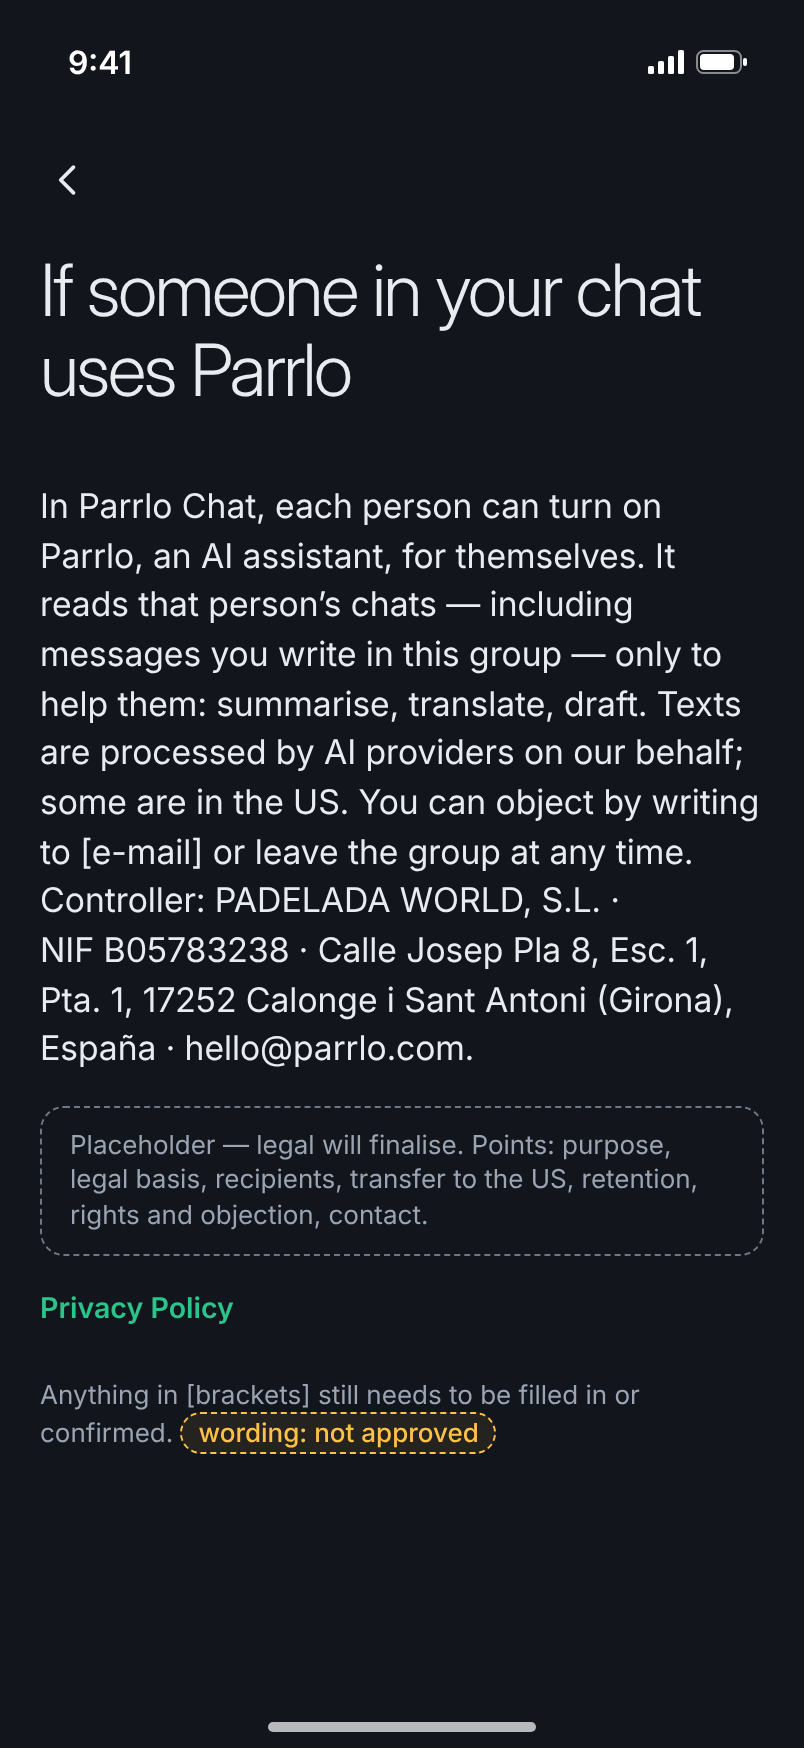 9:41
If someone in your chat
uses Parrlo
In Parrlo Chat, each person can turn on
Parrlo, an AI assistant, for themselves. It
reads that person’s chats — including
messages you write in this group — only to
help them: summarise, translate, draft. Texts
are processed by AI providers on our behalf;
some are in the US. You can object by writing
to [e-mail] or leave the group at any time.
Controller: PADELADA WORLD, S.L. ·
NIF B05783238 · Calle Josep Pla 8, Esc. 1,
Pta. 1, 17252 Calonge i Sant Antoni (Girona),
España · hello@parrlo.com.
Placeholder — legal will finalise. Points: purpose,
legal basis, recipients, transfer to the US, retention,
rights and objection, contact.
Privacy Policy
Anything in [brackets] still needs to be filled in or
confirmed. wording: not approved